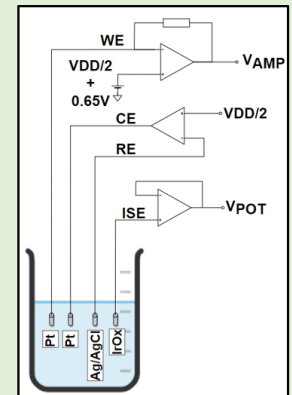 WE
VAMP
VDD/2
+
0.65V
CE
VDD/2
RE
ISE
VPOT
Pt
Pt
Ag/AgCl
IrOx